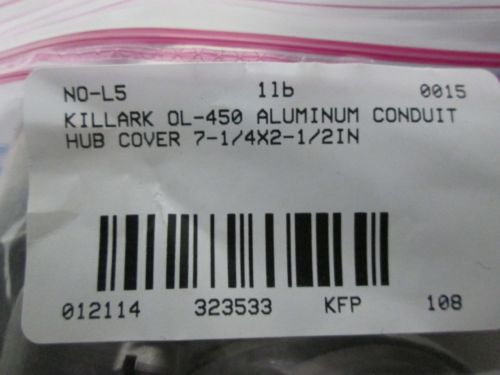 NO-L5 1lb 0015
KILLARK OL-450 ALUMINUM CONDUIT
HUB COVER 7-1/4X2-1/2IN
012114 323533 KFP 108